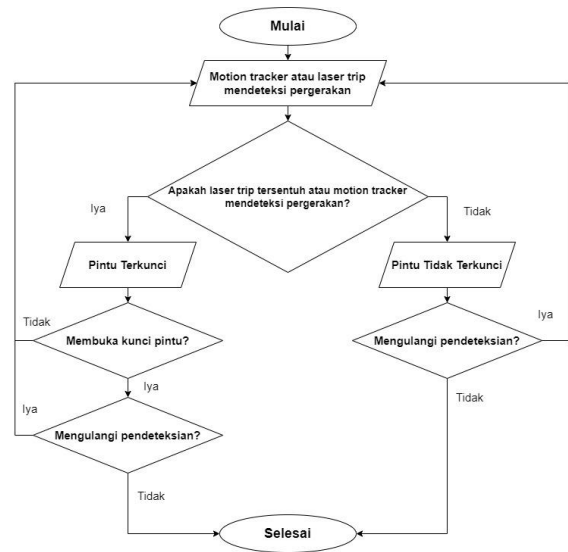 Mulai
Motion tracker atau laser trip
mendeteksi pergerakan
Apakah laser trip tersentuh atau motion tracker
mendeteksi pergerakan?
Iya
Tidak
Pintu Terkunci
Pintu Tidak Terkunci
Tidak
Membuka kunci pintu?
Mengulangi pendeteksian?
Iya
Iya
Tidak
Iya
Mengulangi pendeteksian?
Tidak
Selesai